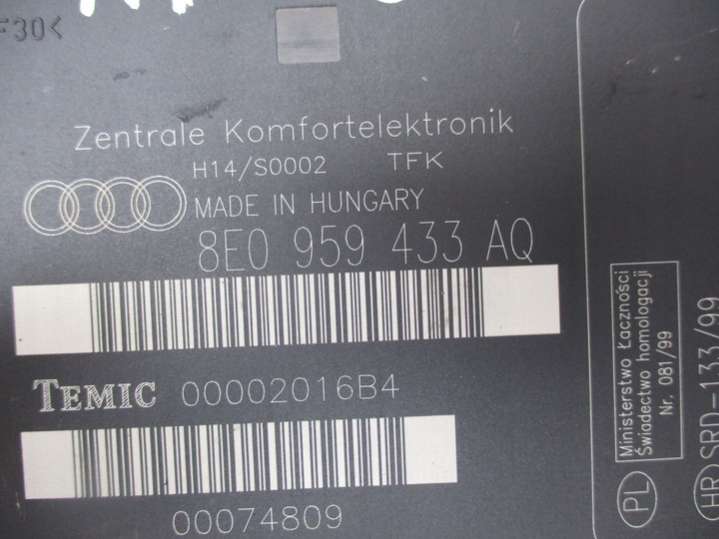 F30<
Zentrale Komfortelektronik
H14/S0002 TFK
MADE IN HUNGARY
8E0 959 433 AQ
TEMIC 00002016B4
00074809
PL
Ministerstwo Łączności
Świadectwo homologacji
Nr. 081/99
HR SRD-133/99